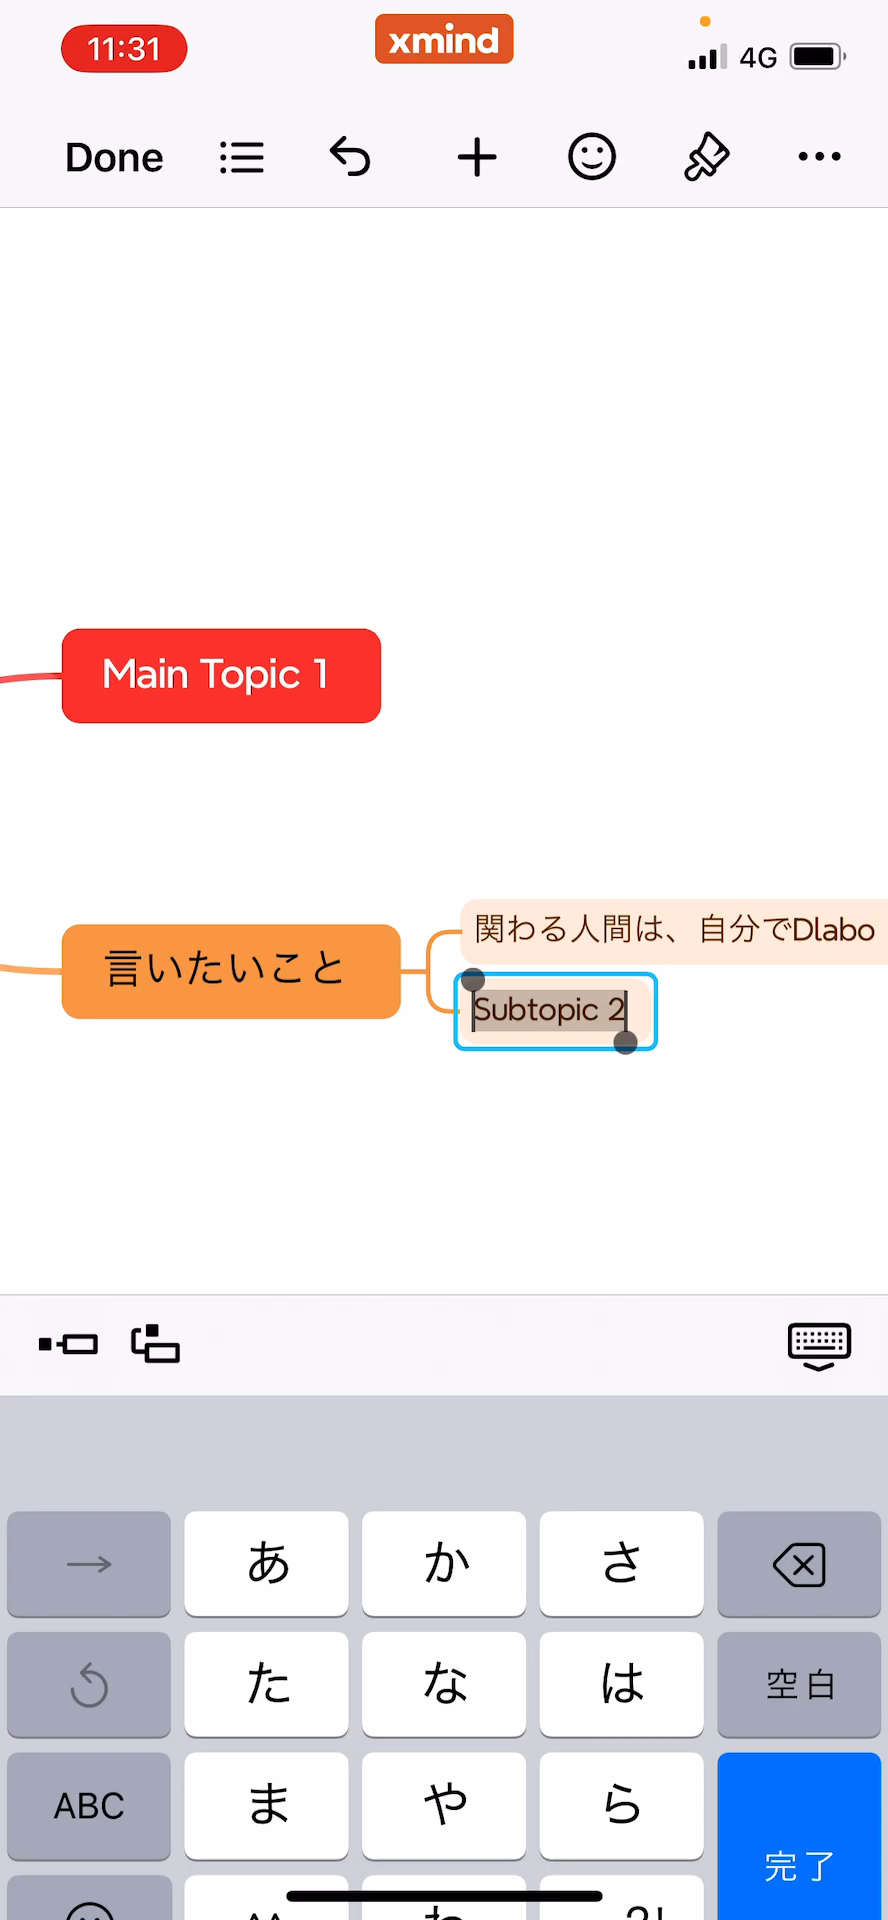 11:31
xmind
4G
Done
Main Topic 1
関わる人間は、自分でDlabo
言いたいこと
Subtopic 2
あ
か
さ
た
な
は
空白
ABC
ま
や
ら
完了
^^
わ
?!